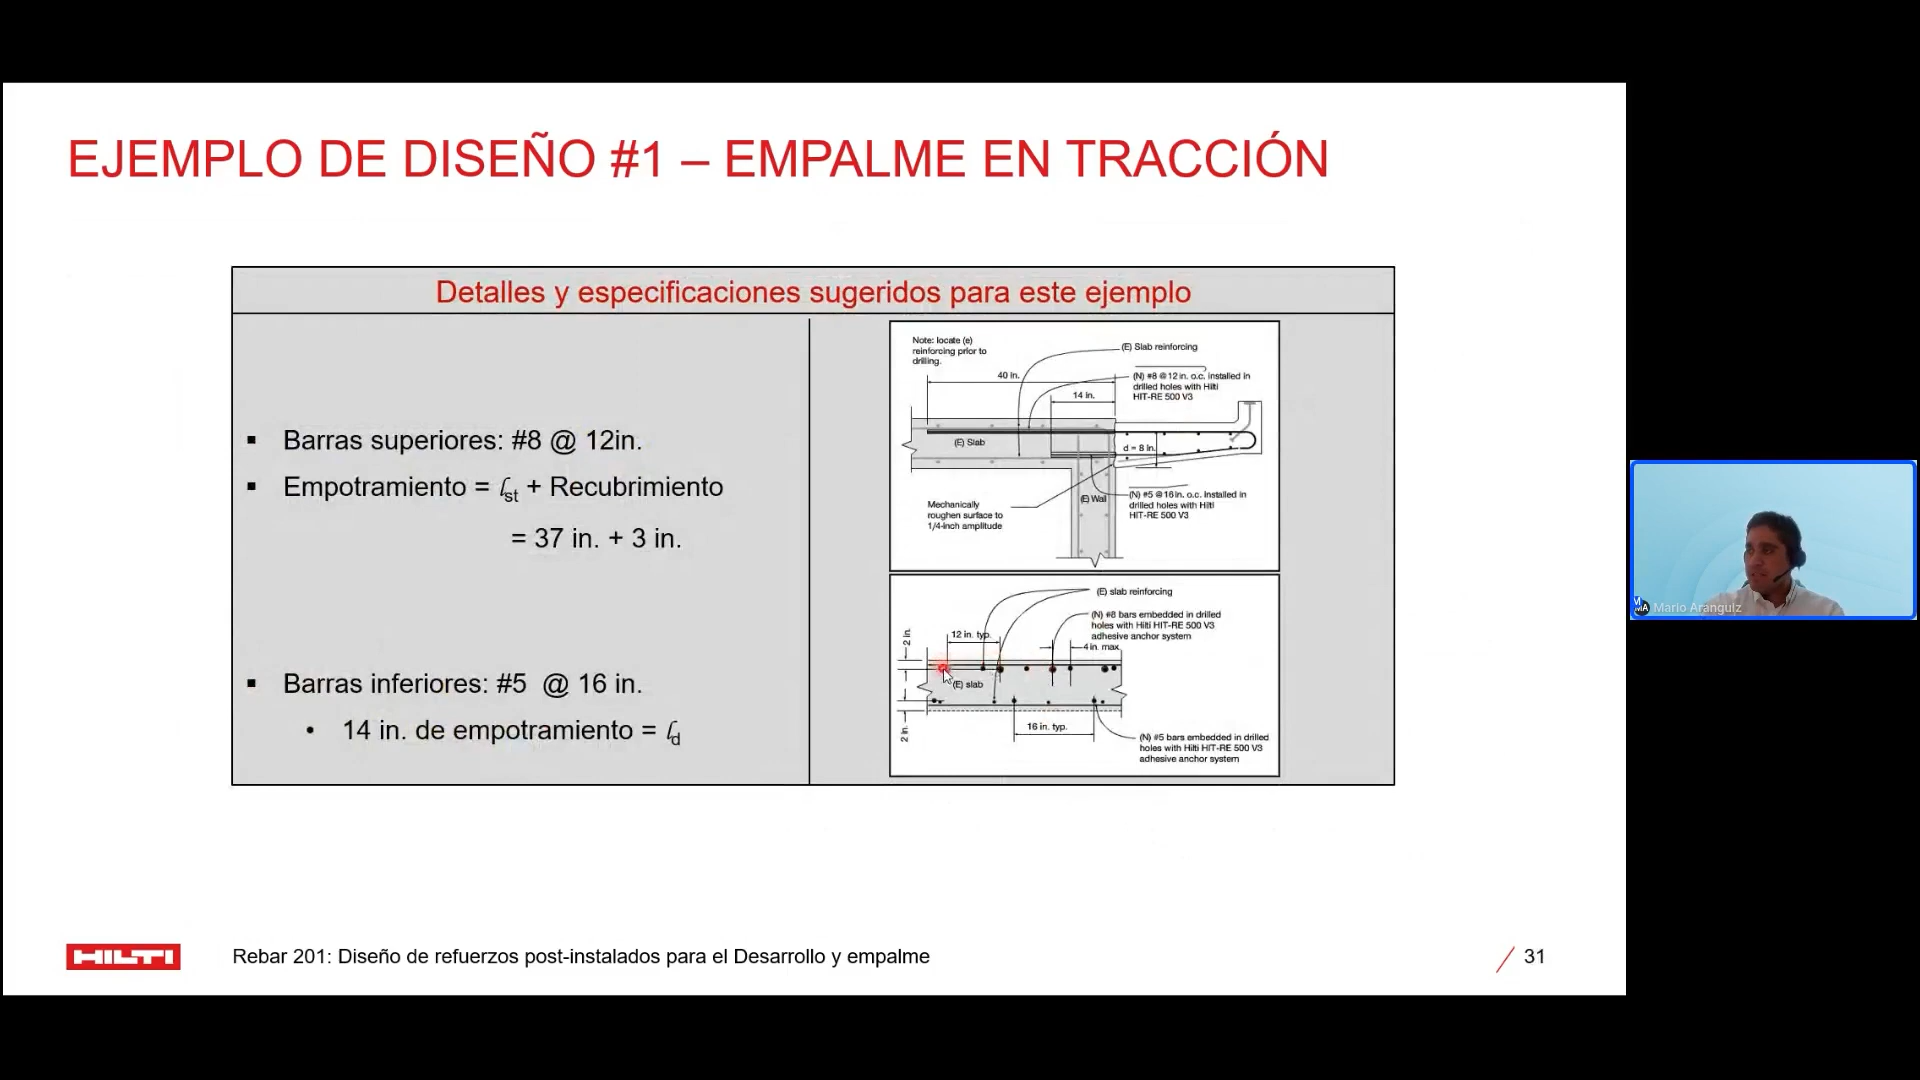 EJEMPLO DE DISEÑO #1 – EMPALME EN TRACCIÓN
Detalles y especificaciones sugeridos para este ejemplo
▪ Barras superiores: #8 @ 12in.
▪ Empotramiento = ℓst + Recubrimiento
= 37 in. + 3 in.
▪ Barras inferiores: #5 @ 16 in.
• 14 in. de empotramiento = ℓd
Note: locate (e)
reinforcing prior to
drilling.
(E) Slab reinforcing
40 in.
(N) #8 @ 12 in. o.c. installed in
drilled holes with Hilti
HIT-RE 500 V3
14 in.
(E) Slab
d = 8 in.
Mechanically
roughen surface to
1/4-inch amplitude
(E) Wall
(N) #5 @ 16 in. o.c. Installed in
drilled holes with Hilti
HIT-RE 500 V3
(E) slab reinforcing
(N) #8 bars embedded in drilled
holes with Hilti HIT-RE 500 V3
adhesive anchor system
2 in.
12 in. typ.
4 in. max
(E) slab
2 in.
16 in. typ.
(N) #5 bars embedded in drilled
holes with Hilti HIT-RE 500 V3
adhesive anchor system
MA Mario Aranguiz
HILTI
Rebar 201: Diseño de refuerzos post-instalados para el Desarrollo y empalme
31